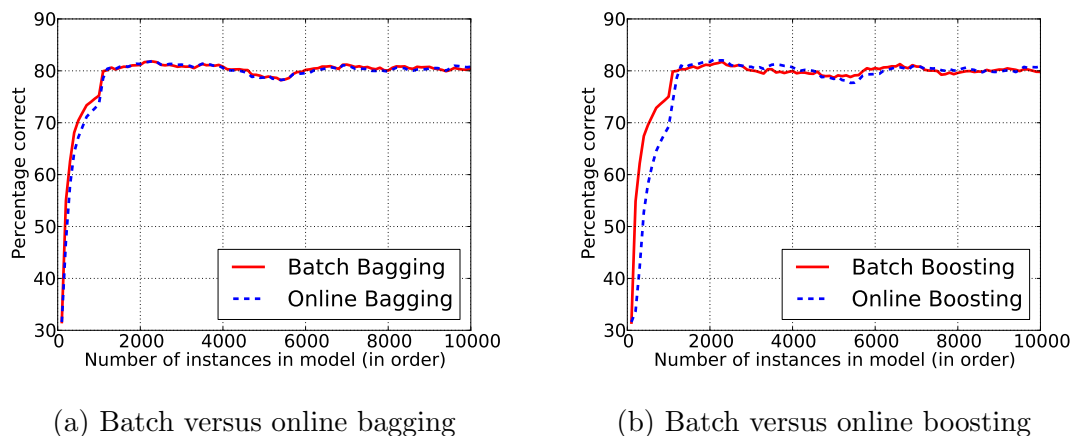 90
80
70
60
50
40
30
Percentage correct
Batch Bagging
Online Bagging
0 2000 4000 6000 8000 10000
Number of instances in model (in order)
(a) Batch versus online bagging
90
80
70
60
50
40
30
Percentage correct
Batch Boosting
Online Boosting
0 2000 4000 6000 8000 10000
Number of instances in model (in order)
(b) Batch versus online boosting